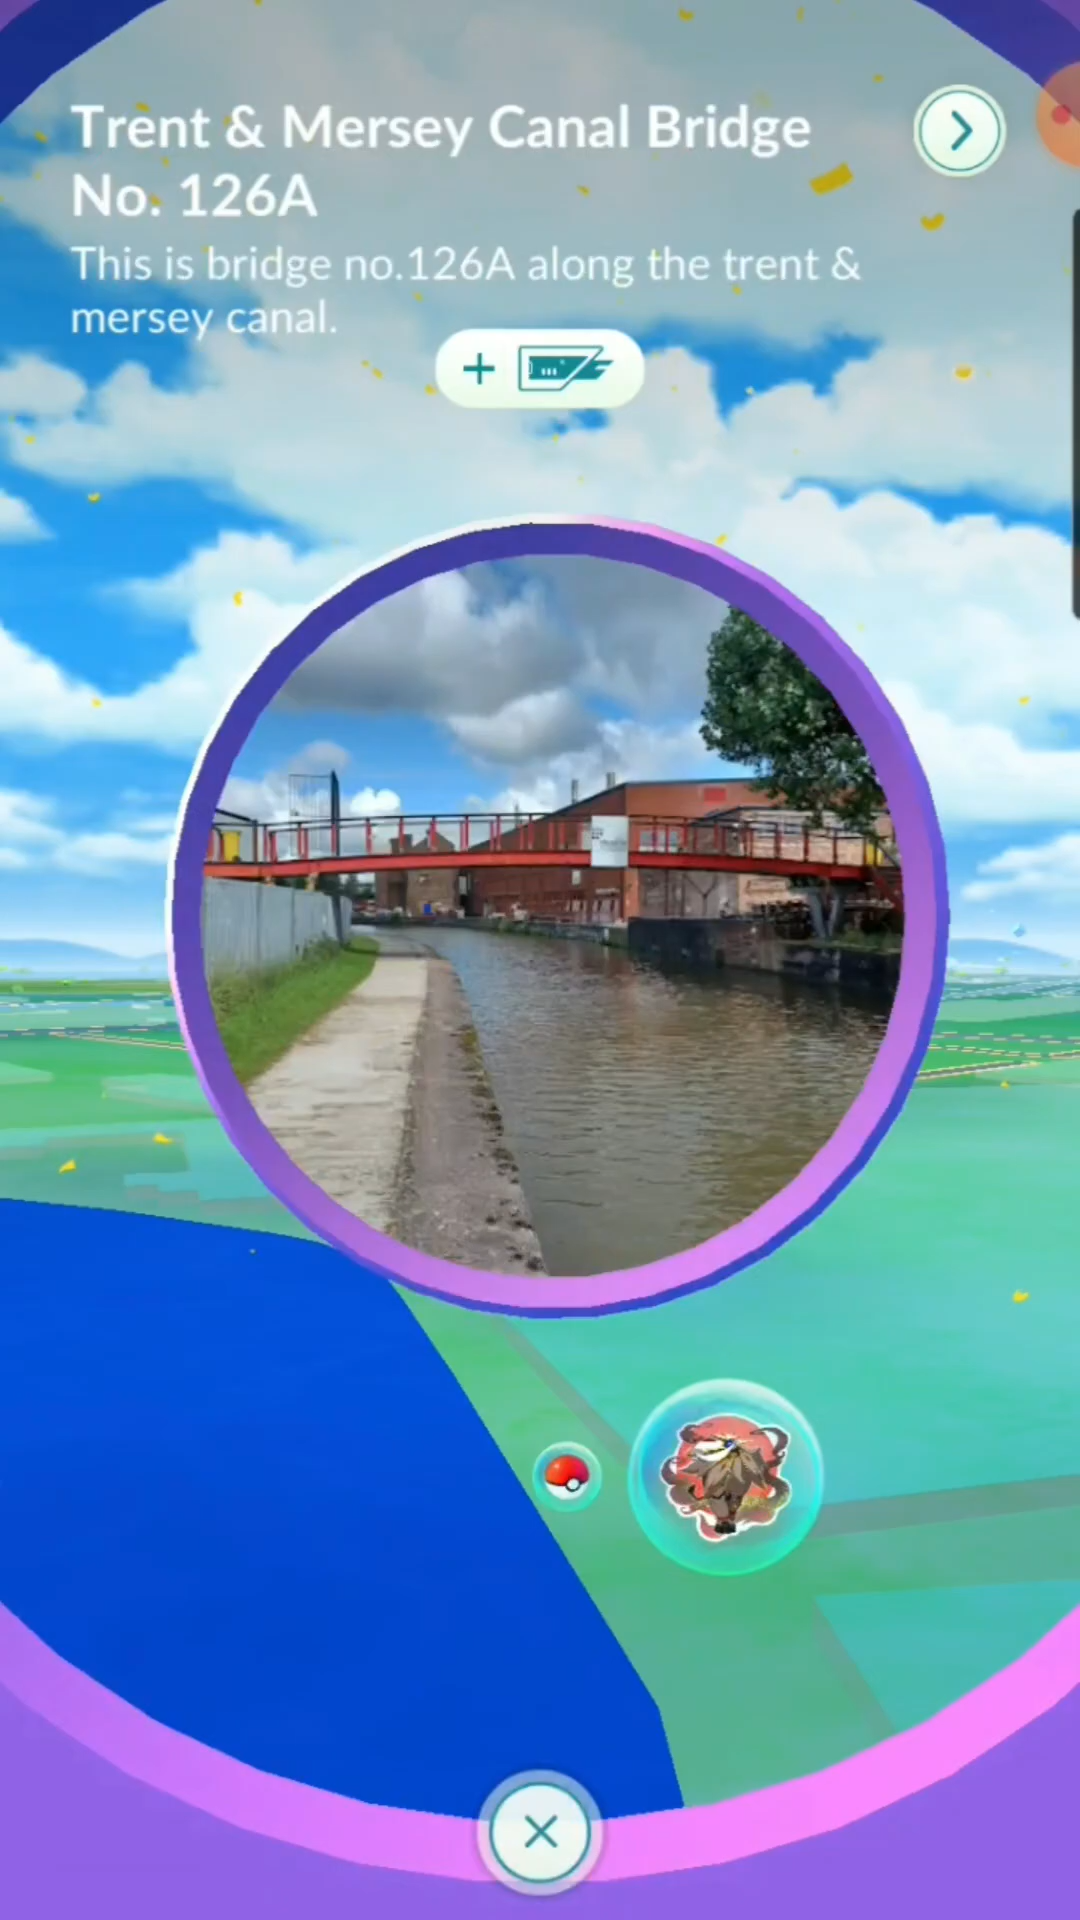 Trent & Mersey Canal Bridge
No. 126A
This is bridge no.126A along the trent &
mersey canal.